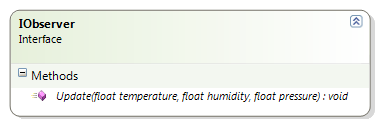 IObserver
Interface
Methods
Update(float temperature, float humidity, float pressure) : void